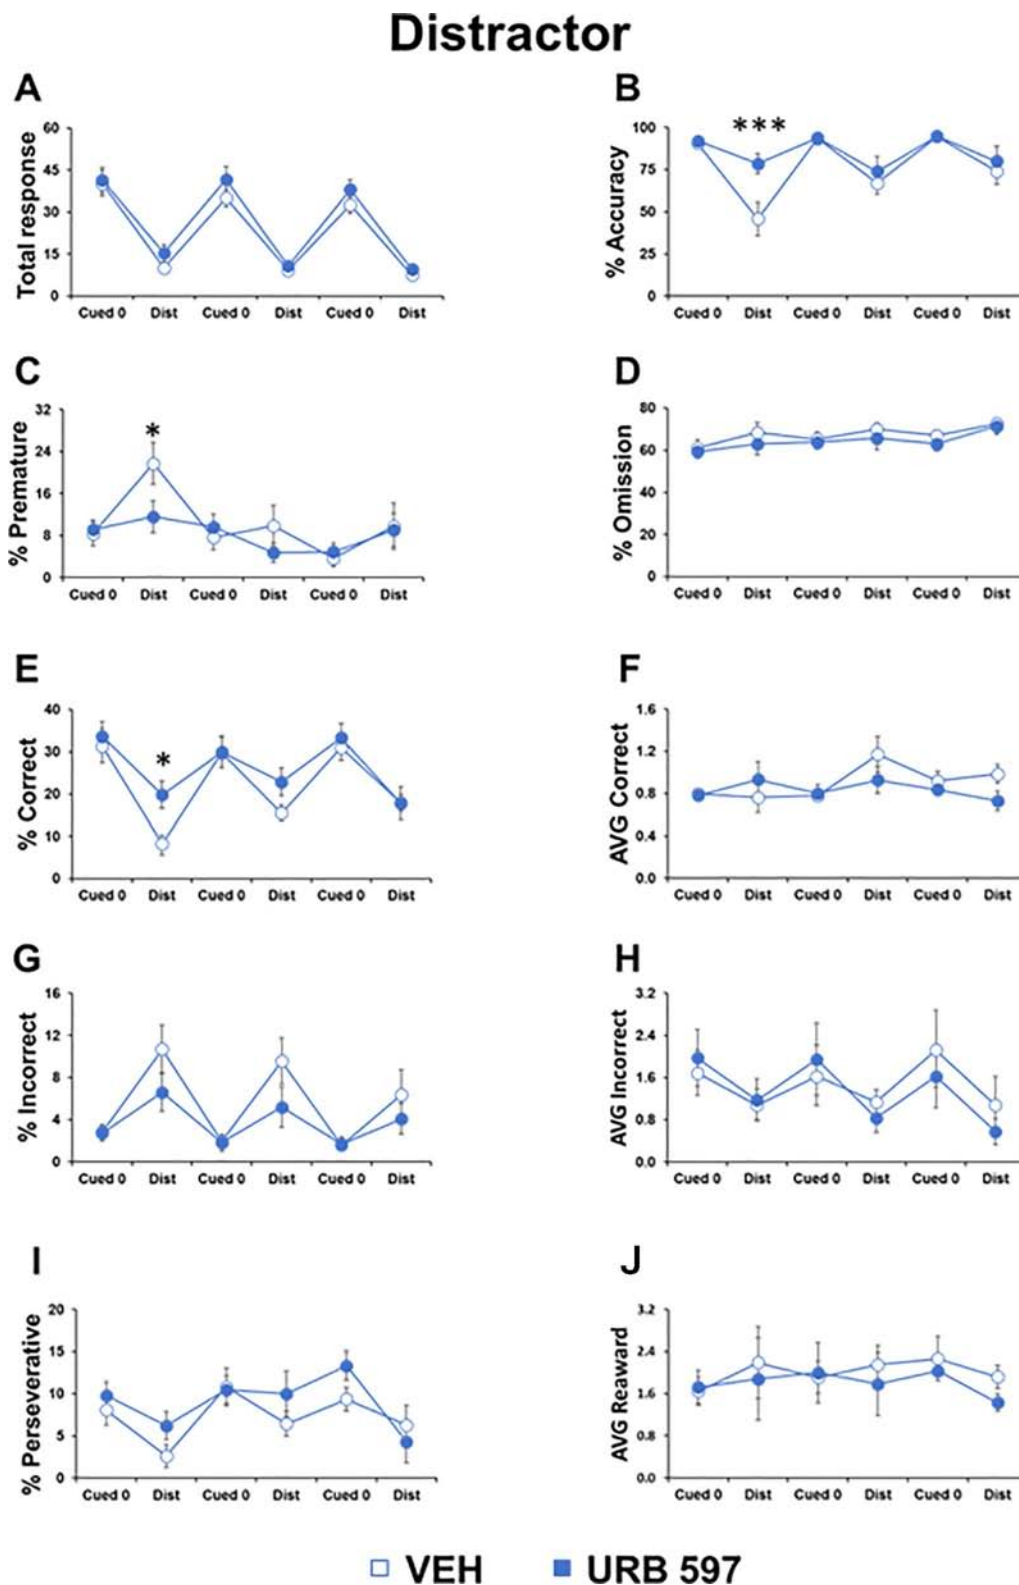 Distractor
A
Total response
60
45
30
15
0
Cued 0 Dist Cued 0 Dist Cued 0 Dist
B
***
% Accuracy
100
75
50
25
0
Cued 0 Dist Cued 0 Dist Cued 0 Dist
C
*
% Premature
32
24
16
8
0
Cued 0 Dist Cued 0 Dist Cued 0 Dist
D
% Omission
80
60
40
20
0
Cued 0 Dist Cued 0 Dist Cued 0 Dist
E
*
% Correct
40
30
20
10
0
Cued 0 Dist Cued 0 Dist Cued 0 Dist
F
AVG Correct
1.6
1.2
0.8
0.4
0.0
Cued 0 Dist Cued 0 Dist Cued 0 Dist
G
% Incorrect
16
12
8
4
0
Cued 0 Dist Cued 0 Dist Cued 0 Dist
H
AVG Incorrect
3.2
2.4
1.6
0.8
0.0
Cued 0 Dist Cued 0 Dist Cued 0 Dist
I
% Perseverative
20
15
10
5
0
Cued 0 Dist Cued 0 Dist Cued 0 Dist
J
AVG Reaward
3.2
2.4
1.6
0.8
0.0
Cued 0 Dist Cued 0 Dist Cued 0 Dist
VEH URB 597